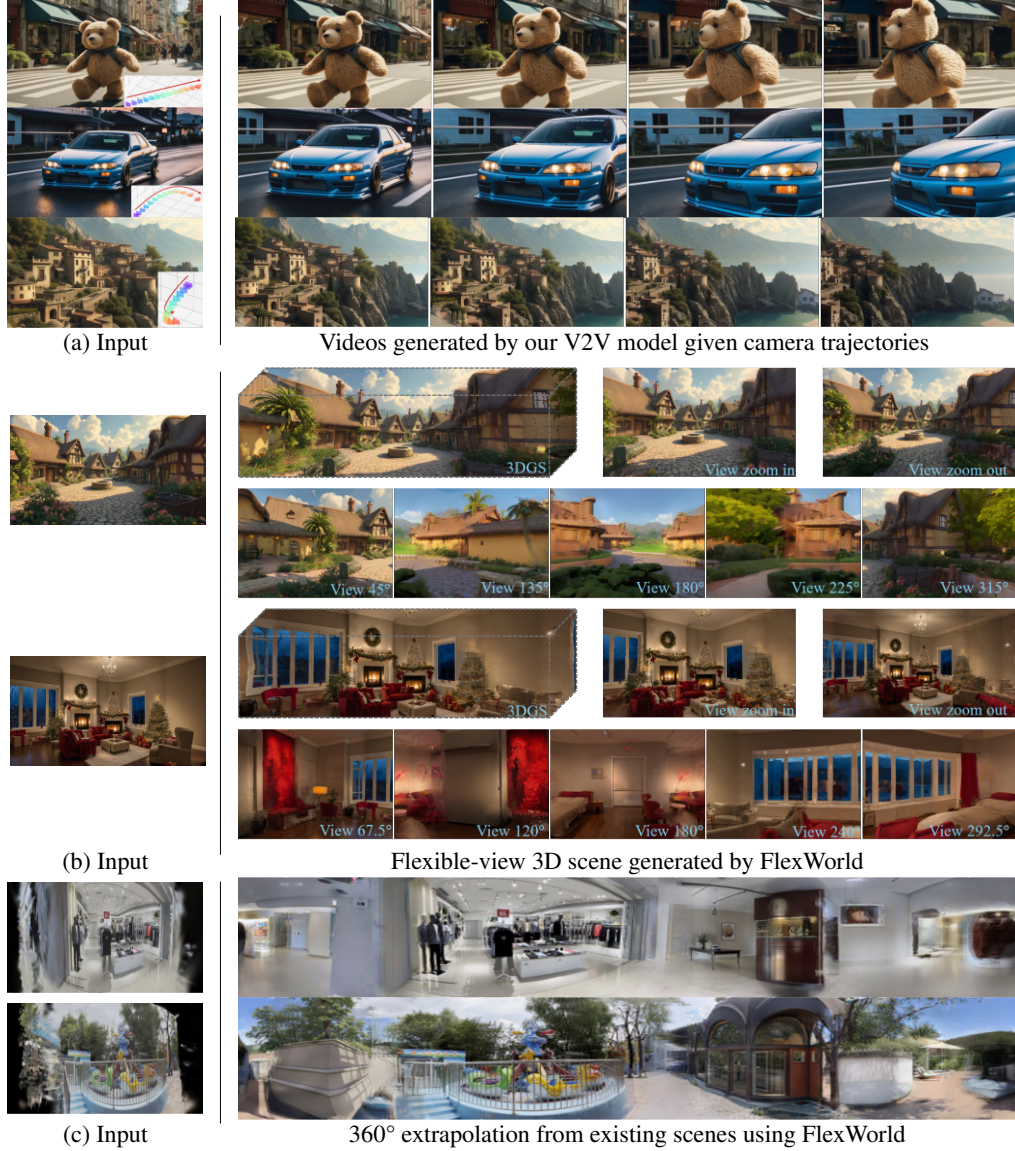 (a) Input
Videos generated by our V2V model given camera trajectories
3DGS
View zoom in
View zoom out
View 45°
View 135°
View 180°
View 225°
View 315°
3DGS
View zoom in
View zoom out
View 67.5°
View 120°
View 180°
View 240°
View 292.5°
(b) Input
Flexible-view 3D scene generated by FlexWorld
(c) Input
360° extrapolation from existing scenes using FlexWorld